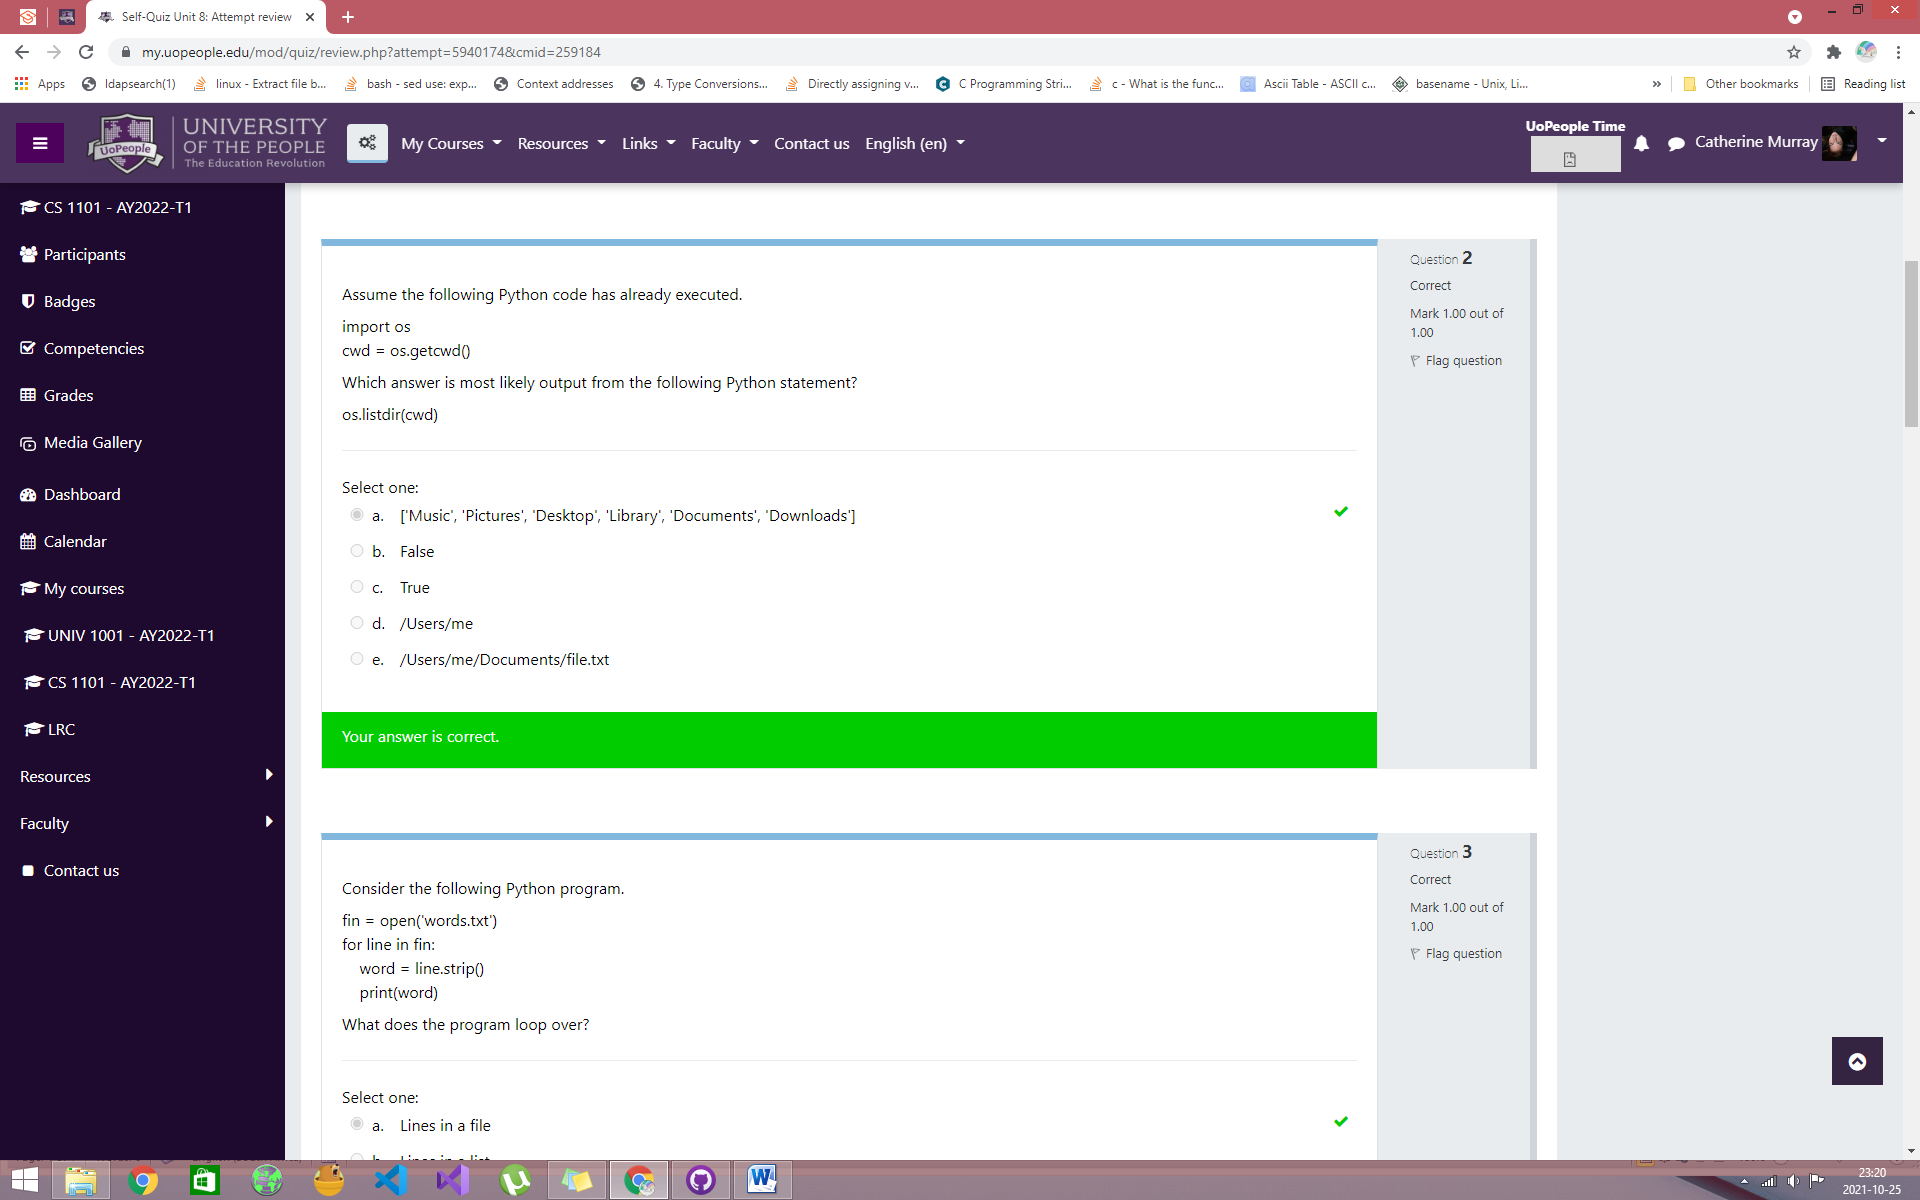 Self-Quiz Unit 8: Attempt review
my.uopeople.edu/mod/quiz/review.php?attempt=5940174&cmid=259184
Apps
ldapsearch(1)
linux - Extract file b...
bash - sed use: exp...
Context addresses
4. Type Conversions...
Directly assigning v...
C Programming Stri...
c - What is the func...
Ascii Table - ASCII c...
basename - Unix, Li...
»
Other bookmarks
Reading list
UoPeople
UNIVERSITY
OF THE PEOPLE
The Education Revolution
My Courses
Resources
Links
Faculty
Contact us
English (en)
UoPeople Time
Catherine Murray
CS 1101 - AY2022-T1
Participants
Badges
Competencies
Grades
Media Gallery
Dashboard
Calendar
My courses
UNIV 1001 - AY2022-T1
CS 1101 - AY2022-T1
LRC
Resources
Faculty
Contact us
Assume the following Python code has already executed.
import os
cwd = os.getcwd()
Which answer is most likely output from the following Python statement?
os.listdir(cwd)
Select one:
a. ['Music', 'Pictures', 'Desktop', 'Library', 'Documents', 'Downloads']
b. False
c. True
d. /Users/me
e. /Users/me/Documents/file.txt
Your answer is correct.
Question 2
Correct
Mark 1.00 out of
1.00
Flag question
Consider the following Python program.
fin = open('words.txt')
for line in fin:
word = line.strip()
print(word)
What does the program loop over?
Select one:
a. Lines in a file
Question 3
Correct
Mark 1.00 out of
1.00
Flag question
23:20
2021-10-25